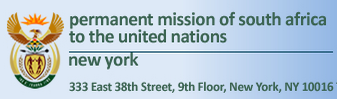 permanent mission of south africa
to the united nations
new york
333 East 38th Street, 9th Floor, New York, NY 10016